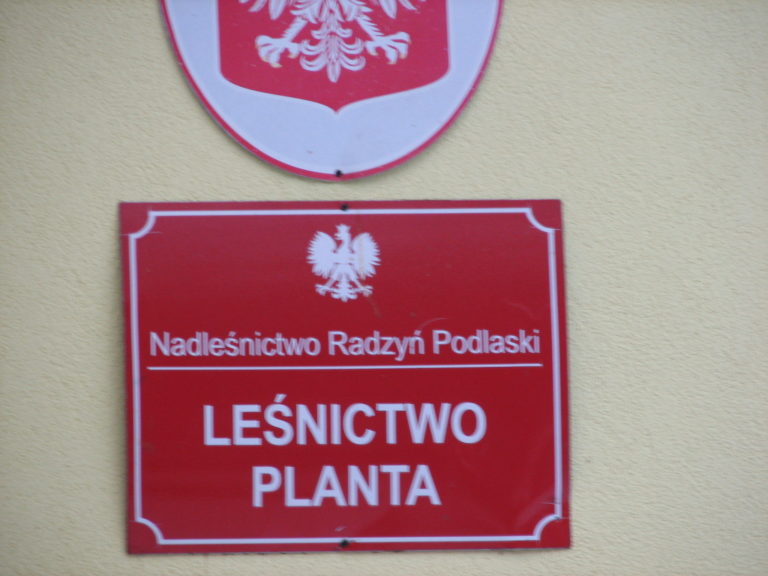 Nadleśnictwo Radzyń Podlaski
LEŚNICTWO
PLANTA